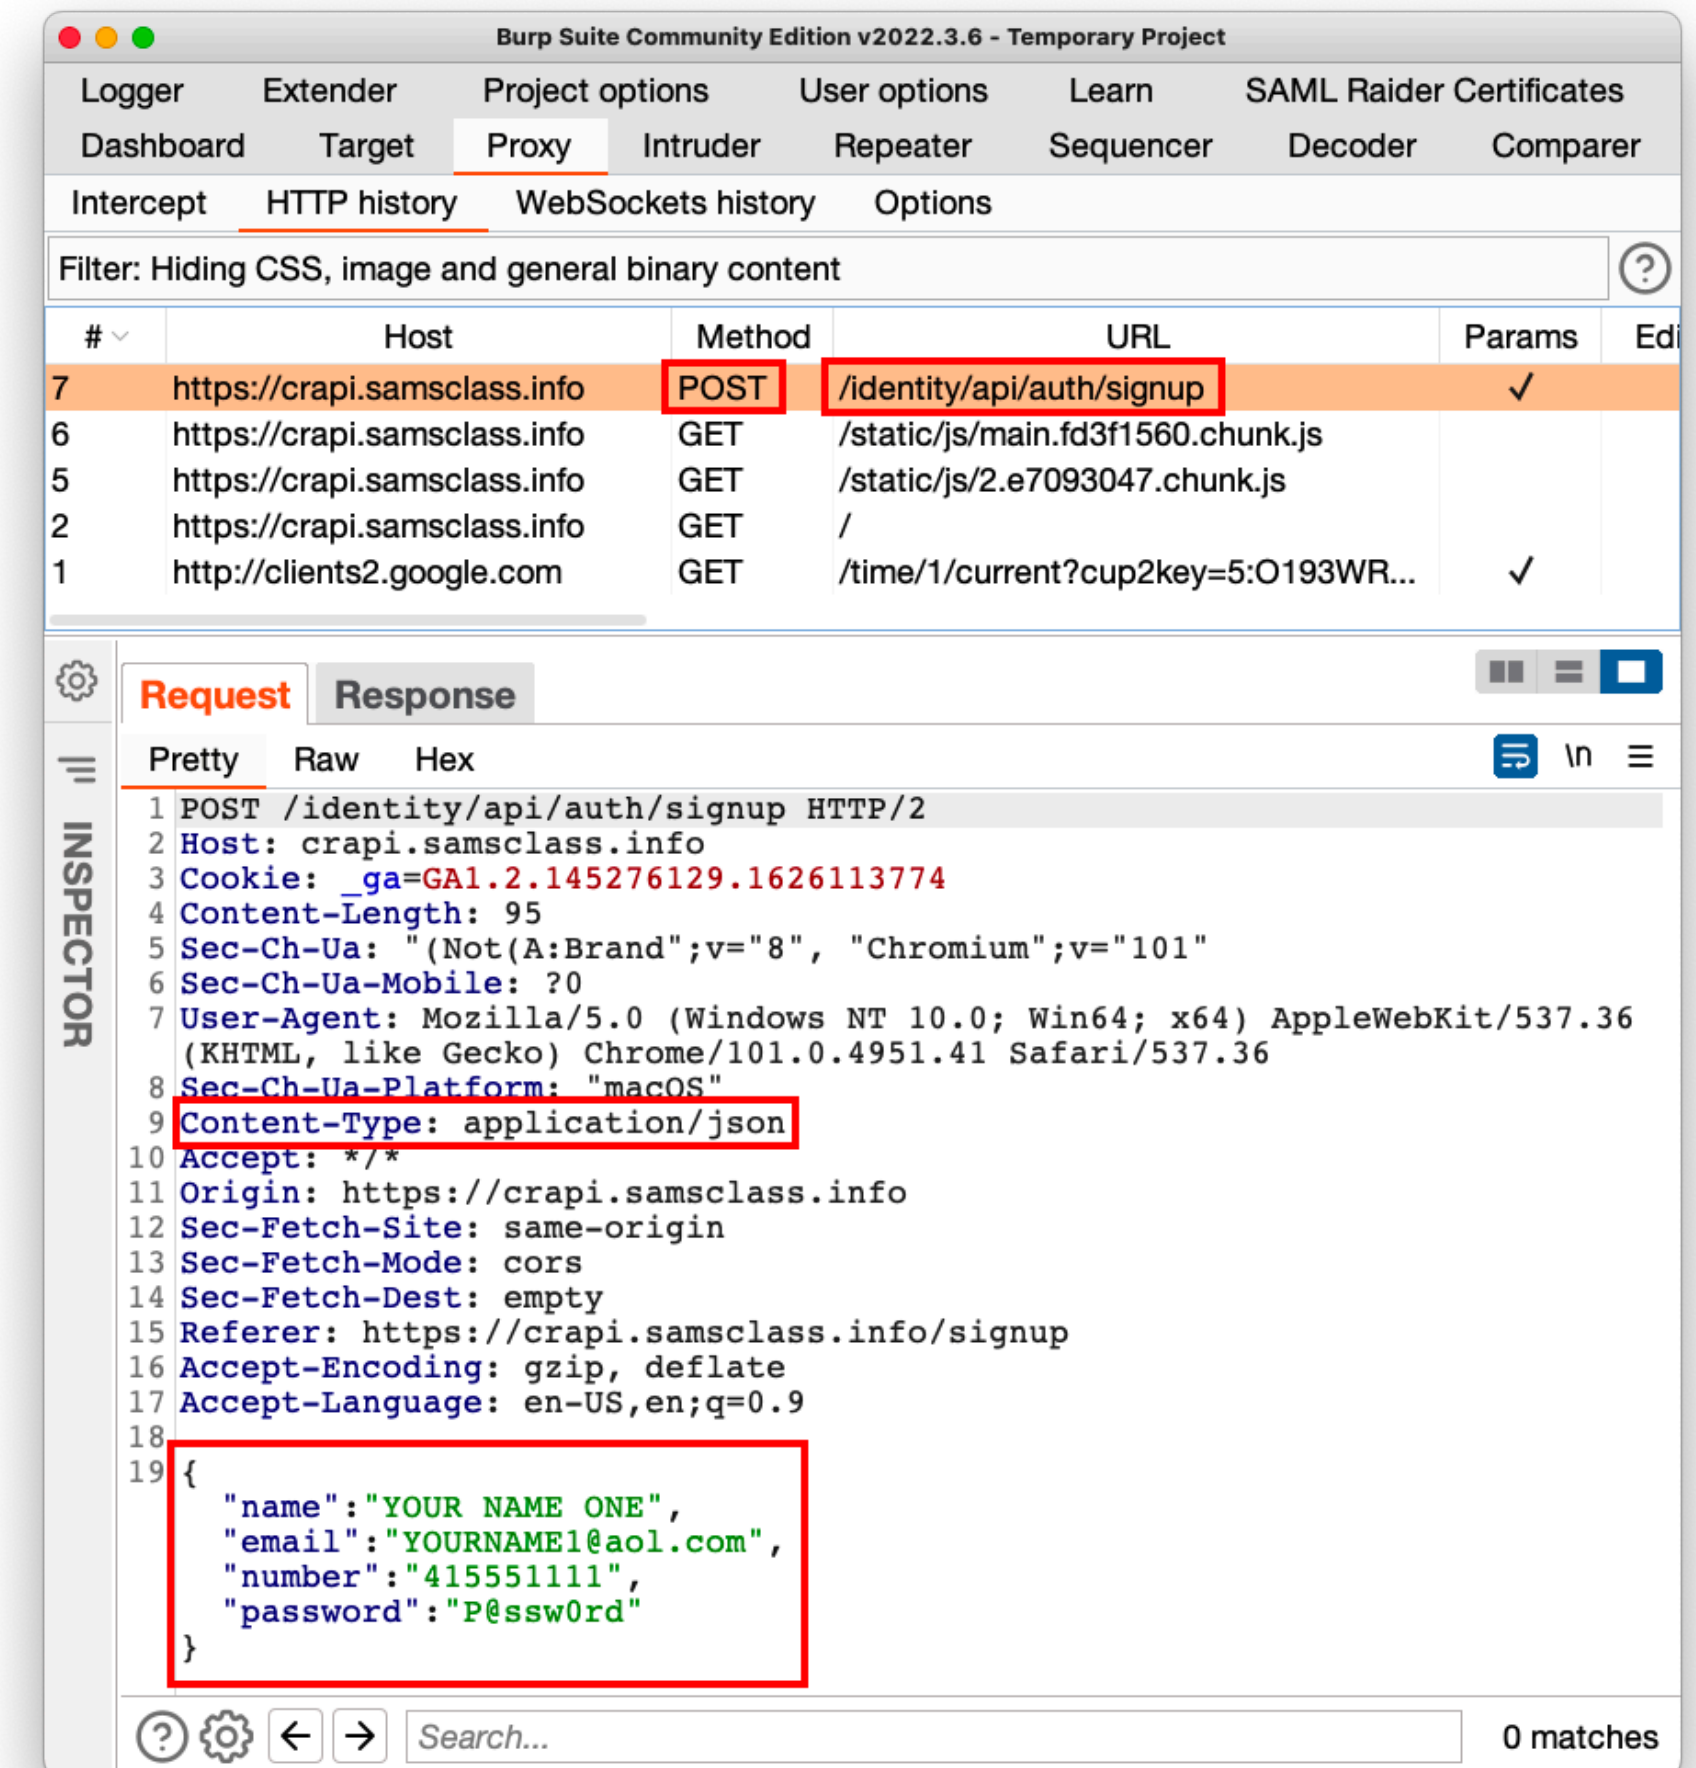 Burp Suite Community Edition v2022.3.6 - Temporary Project
Logger Extender Project options User options Learn SAML Raider Certificates
Dashboard Target Proxy Intruder Repeater Sequencer Decoder Comparer
Intercept HTTP history WebSockets history Options
Filter: Hiding CSS, image and general binary content ?
# Host Method URL Params Edi
7 https://crapi.samsclass.info POST /identity/api/auth/signup ✓
6 https://crapi.samsclass.info GET /static/js/main.fd3f1560.chunk.js
5 https://crapi.samsclass.info GET /static/js/2.e7093047.chunk.js
2 https://crapi.samsclass.info GET /
1 http://clients2.google.com GET /time/1/current?cup2key=5:O193WR... ✓
Request Response
Pretty Raw Hex \n
INSPECTOR
1 POST /identity/api/auth/signup HTTP/2
2 Host: crapi.samsclass.info
3 Cookie: _ga=GA1.2.145276129.1626113774
4 Content-Length: 95
5 Sec-Ch-Ua: "(Not(A:Brand";v="8", "Chromium";v="101"
6 Sec-Ch-Ua-Mobile: ?0
7 User-Agent: Mozilla/5.0 (Windows NT 10.0; Win64; x64) AppleWebKit/537.36
(KHTML, like Gecko) Chrome/101.0.4951.41 Safari/537.36
8 Sec-Ch-Ua-Platform: "macOS"
9 Content-Type: application/json
10 Accept: */*
11 Origin: https://crapi.samsclass.info
12 Sec-Fetch-Site: same-origin
13 Sec-Fetch-Mode: cors
14 Sec-Fetch-Dest: empty
15 Referer: https://crapi.samsclass.info/signup
16 Accept-Encoding: gzip, deflate
17 Accept-Language: en-US,en;q=0.9
18
19 {
"name":"YOUR NAME ONE",
"email":"YOURNAME1@aol.com",
"number":"415551111",
"password":"P@ssw0rd"
}
? Search... 0 matches